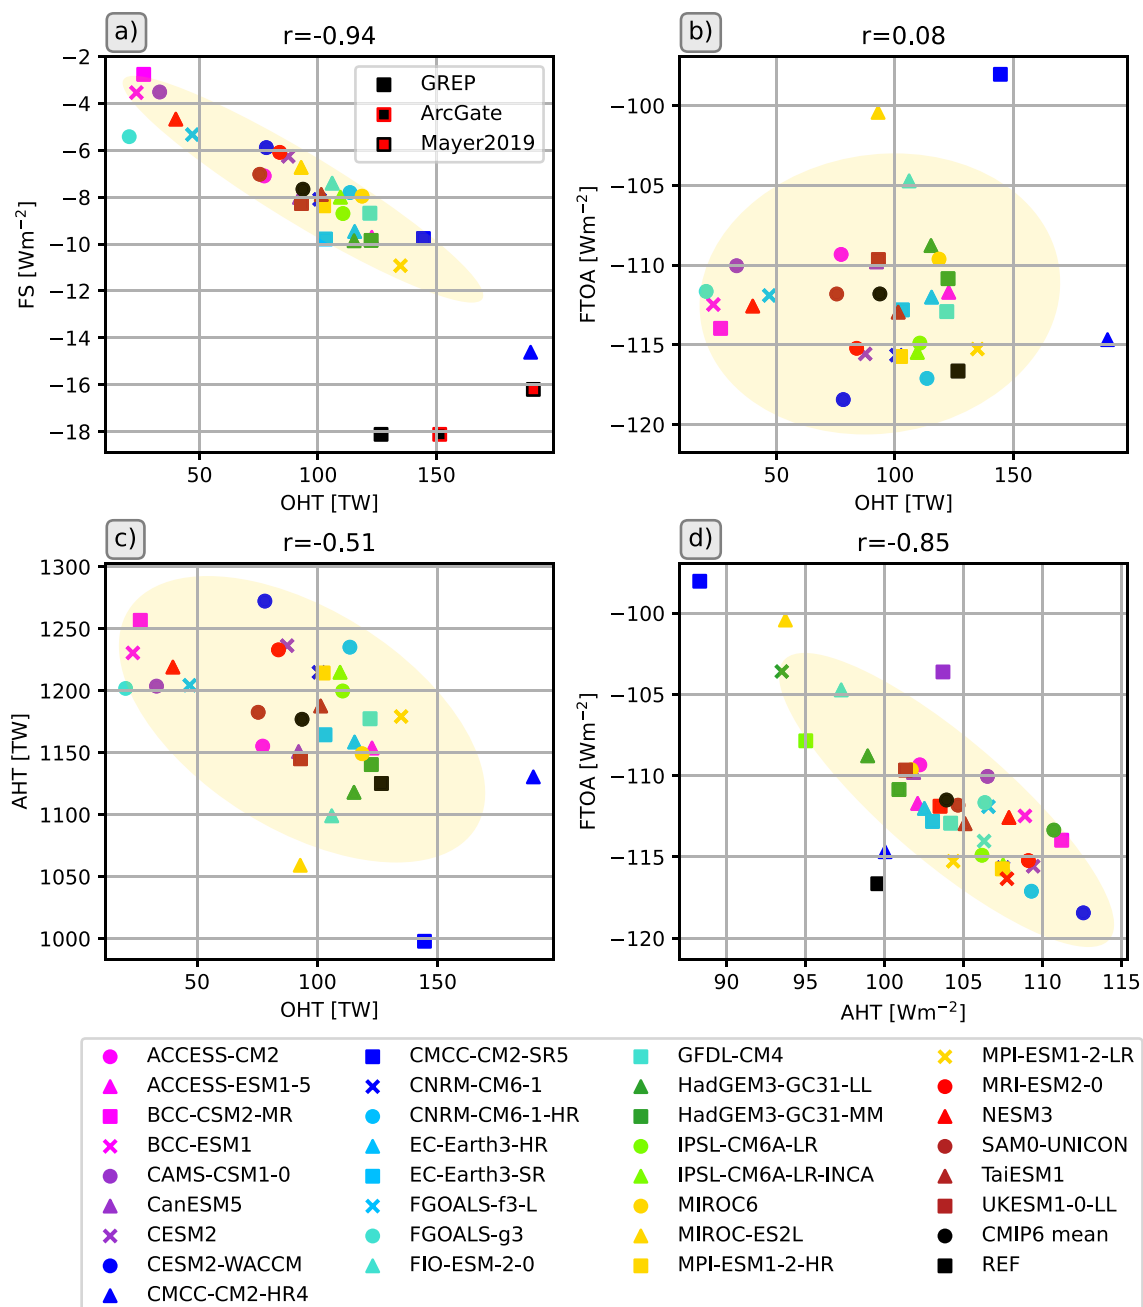 a)
r=-0.94
−2
−4
−6
−8
−10
−12
−14
−16
−18
FS [Wm−2]
GREP
ArcGate
Mayer2019
50
100
150
OHT [TW]
b)
r=0.08
−100
−105
−110
−115
−120
FTOA [Wm−2]
50
100
150
OHT [TW]
c)
r=-0.51
1300
1250
1200
1150
1100
1050
1000
AHT [TW]
50
100
150
OHT [TW]
d)
r=-0.85
−100
−105
−110
−115
−120
FTOA [Wm−2]
90
95
100
105
110
115
AHT [Wm−2]
ACCESS-CM2
ACCESS-ESM1-5
BCC-CSM2-MR
BCC-ESM1
CAMS-CSM1-0
CanESM5
CESM2
CESM2-WACCM
CMCC-CM2-HR4
CMCC-CM2-SR5
CNRM-CM6-1
CNRM-CM6-1-HR
EC-Earth3-HR
EC-Earth3-SR
FGOALS-f3-L
FGOALS-g3
FIO-ESM-2-0
GFDL-CM4
HadGEM3-GC31-LL
HadGEM3-GC31-MM
IPSL-CM6A-LR
IPSL-CM6A-LR-INCA
MIROC6
MIROC-ES2L
MPI-ESM1-2-HR
MPI-ESM1-2-LR
MRI-ESM2-0
NESM3
SAM0-UNICON
TaiESM1
UKESM1-0-LL
CMIP6 mean
REF